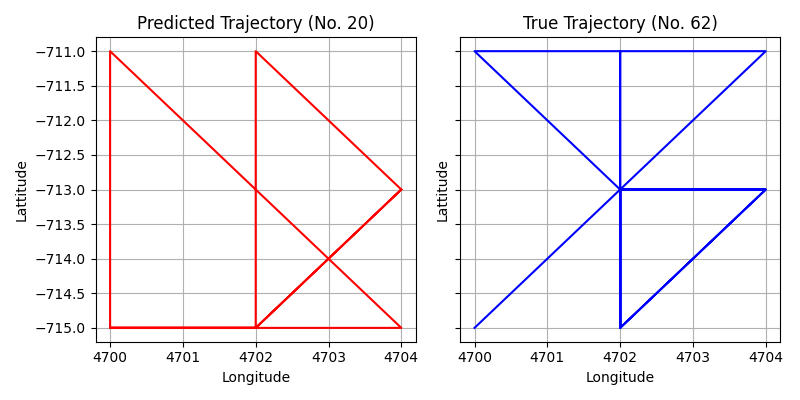 Predicted Trajectory (No. 20)
True Trajectory (No. 62)
Lattitude
−711.0
−711.5
−712.0
−712.5
−713.0
−713.5
−714.0
−714.5
−715.0
4700 4701 4702 4703 4704
Longitude
Lattitude
4700 4701 4702 4703 4704
Longitude